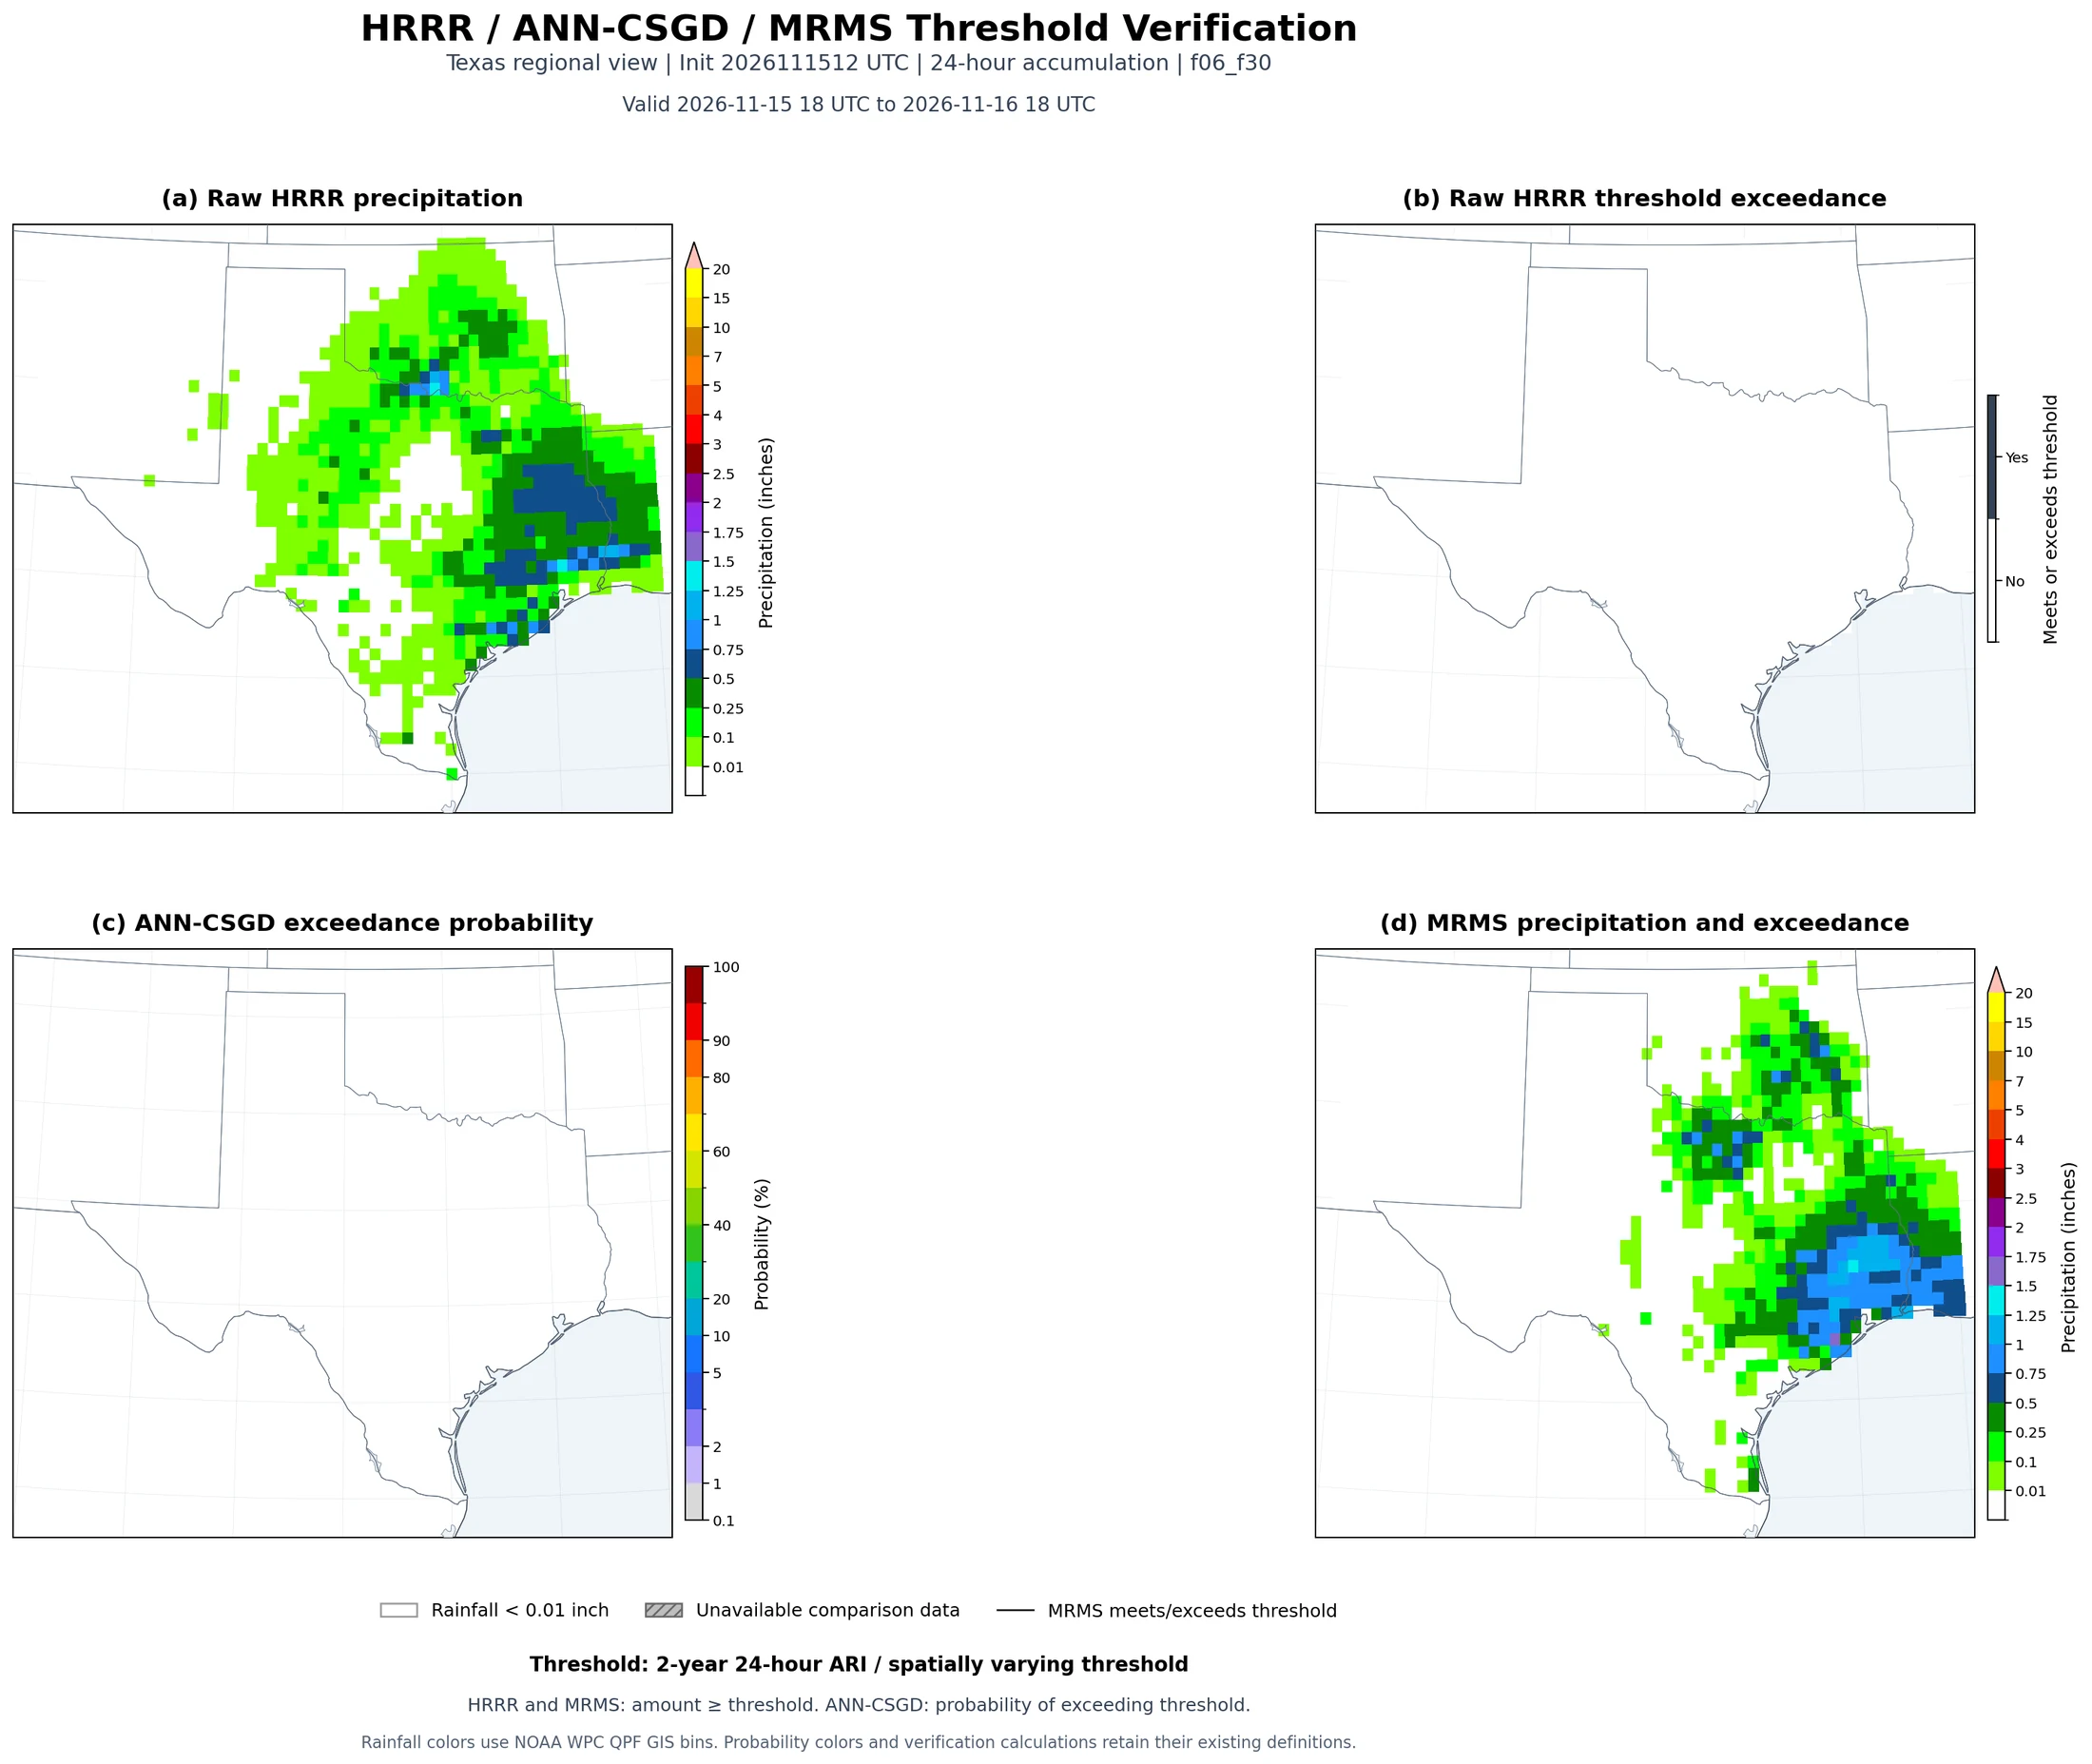 HRRR / ANN-CSGD / MRMS Threshold Verification
Texas regional view | Init 2026111512 UTC | 24-hour accumulation | f06_f30
Valid 2026-11-15 18 UTC to 2026-11-16 18 UTC
(a) Raw HRRR precipitation
20
15
10
7
5
4
3
2.5
2
1.75
1.5
1.25
1
0.75
0.5
0.25
0.1
0.01
Precipitation (inches)
(b) Raw HRRR threshold exceedance
Yes
No
Meets or exceeds threshold
(c) ANN-CSGD exceedance probability
100
90
80
60
40
20
10
5
2
1
0.1
Probability (%)
(d) MRMS precipitation and exceedance
20
15
10
7
5
4
3
2.5
2
1.75
1.5
1.25
1
0.75
0.5
0.25
0.1
0.01
Precipitation (inches)
Rainfall < 0.01 inch
Unavailable comparison data
MRMS meets/exceeds threshold
Threshold: 2-year 24-hour ARI / spatially varying threshold
HRRR and MRMS: amount ≥ threshold. ANN-CSGD: probability of exceeding threshold.
Rainfall colors use NOAA WPC QPF GIS bins. Probability colors and verification calculations retain their existing definitions.